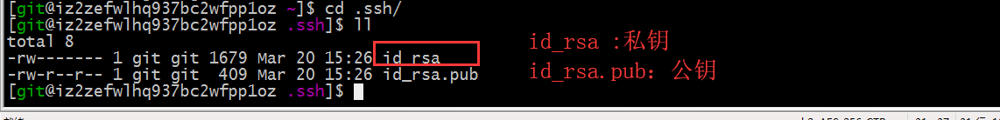 [git@iz2zefwlhq937bc2wfpp1oz ~]$ cd .ssh/
[git@iz2zefwlhq937bc2wfpp1oz .ssh]$ ll
total 8
-rw------- 1 git git 1679 Mar 20 15:26 id_rsa
-rw-r--r-- 1 git git  409 Mar 20 15:26 id_rsa.pub
[git@iz2zefwlhq937bc2wfpp1oz .ssh]$
id_rsa :私钥
id_rsa.pub：公钥